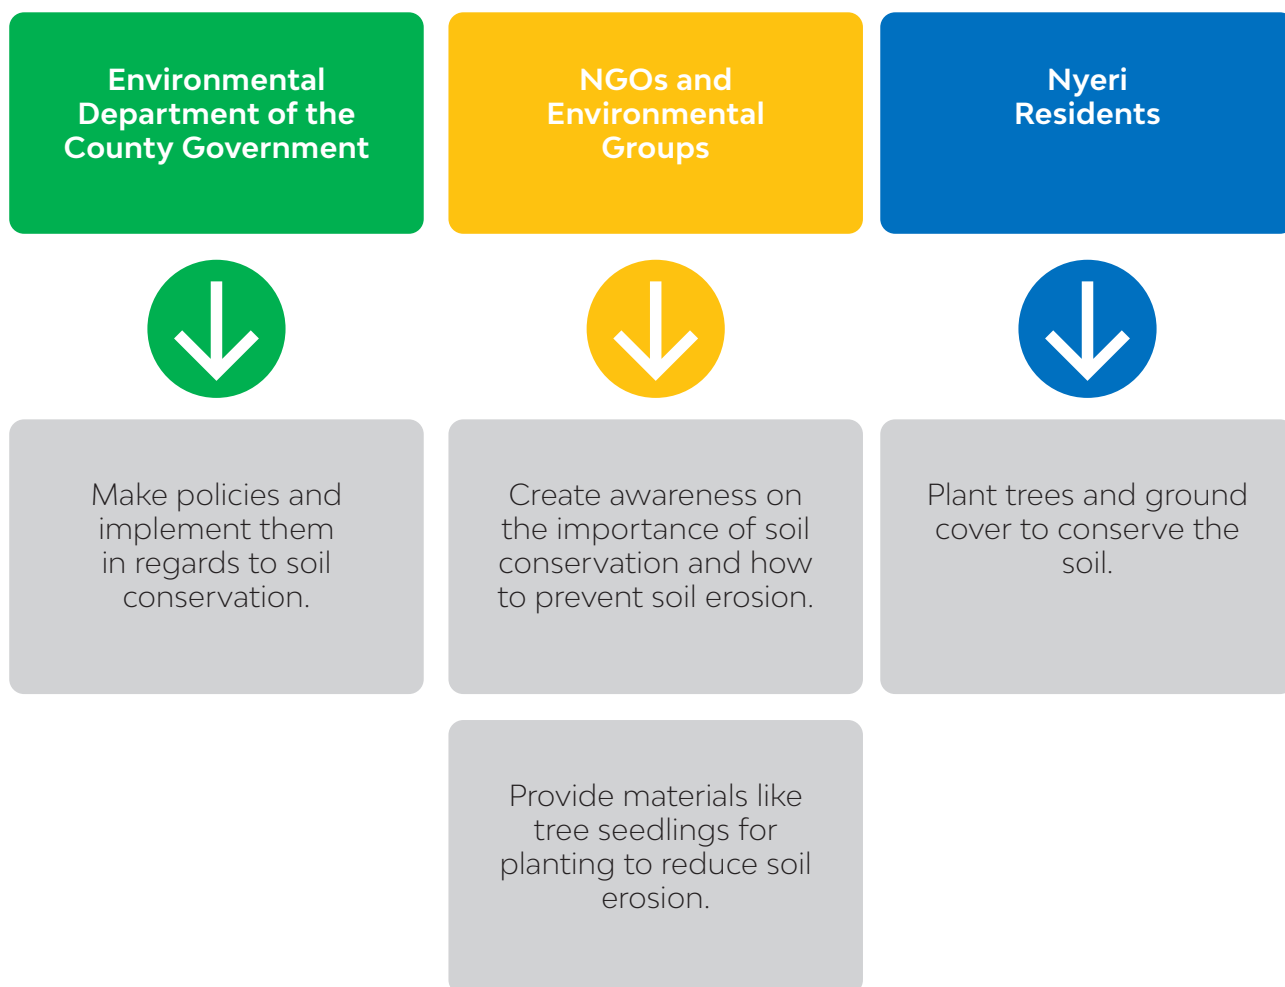 Environmental
Department of the
County Government
NGOs and
Environmental
Groups
Nyeri
Residents
Make policies and
implement them
in regards to soil
conservation.
Create awareness on
the importance of soil
conservation and how
to prevent soil erosion.
Plant trees and ground
cover to conserve the
soil.
Provide materials like
tree seedlings for
planting to reduce soil
erosion.